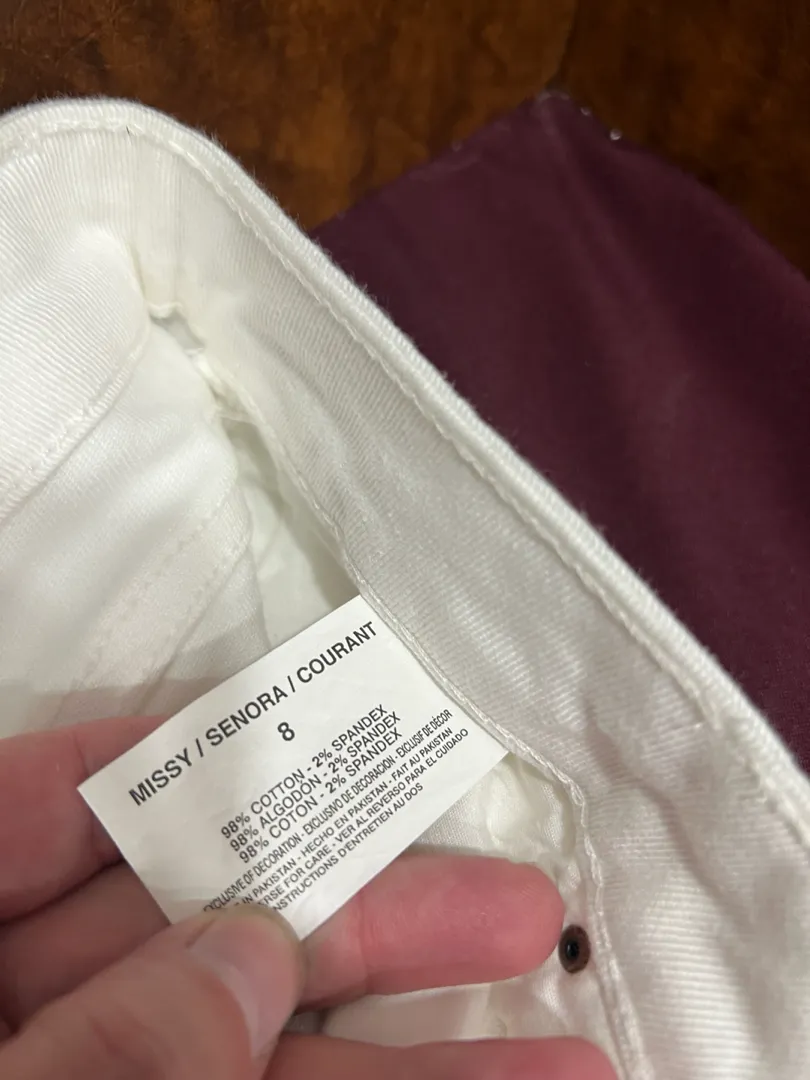 MISSY / SENORA / COURANT
8
98% COTTON - 2% SPANDEX
98% ALGODÓN - 2% SPANDEX
98% COTON - 2% SPANDEX
EXCLUSIVE OF DECORATION - EXCLUSIVO DE DECORACION - EXCLUSIF DE DÉCOR
IN PAKISTAN - HECHO EN PAKISTAN - FAIT AU PAKISTAN
FOR CARE - VER AL REVERSO PARA EL CUIDADO
INSTRUCTIONS D'ENTRETIEN AU DOS